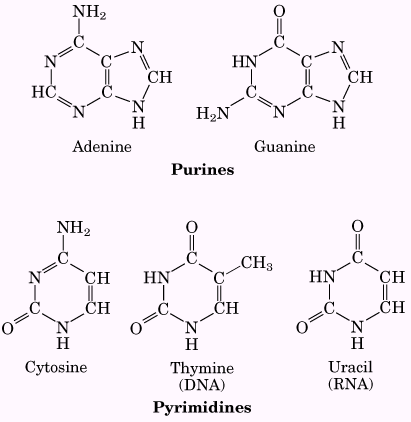 NH2 O
N C C N HN C C N
CH CH
HC N C N H H2N C N C N H
Adenine Guanine
Purines
NH2 O O
N C CH HN C C CH3 HN C CH
O C N H CH O C N H CH O C N H CH
Cytosine Thymine Uracil
(DNA) (RNA)
Pyrimidines